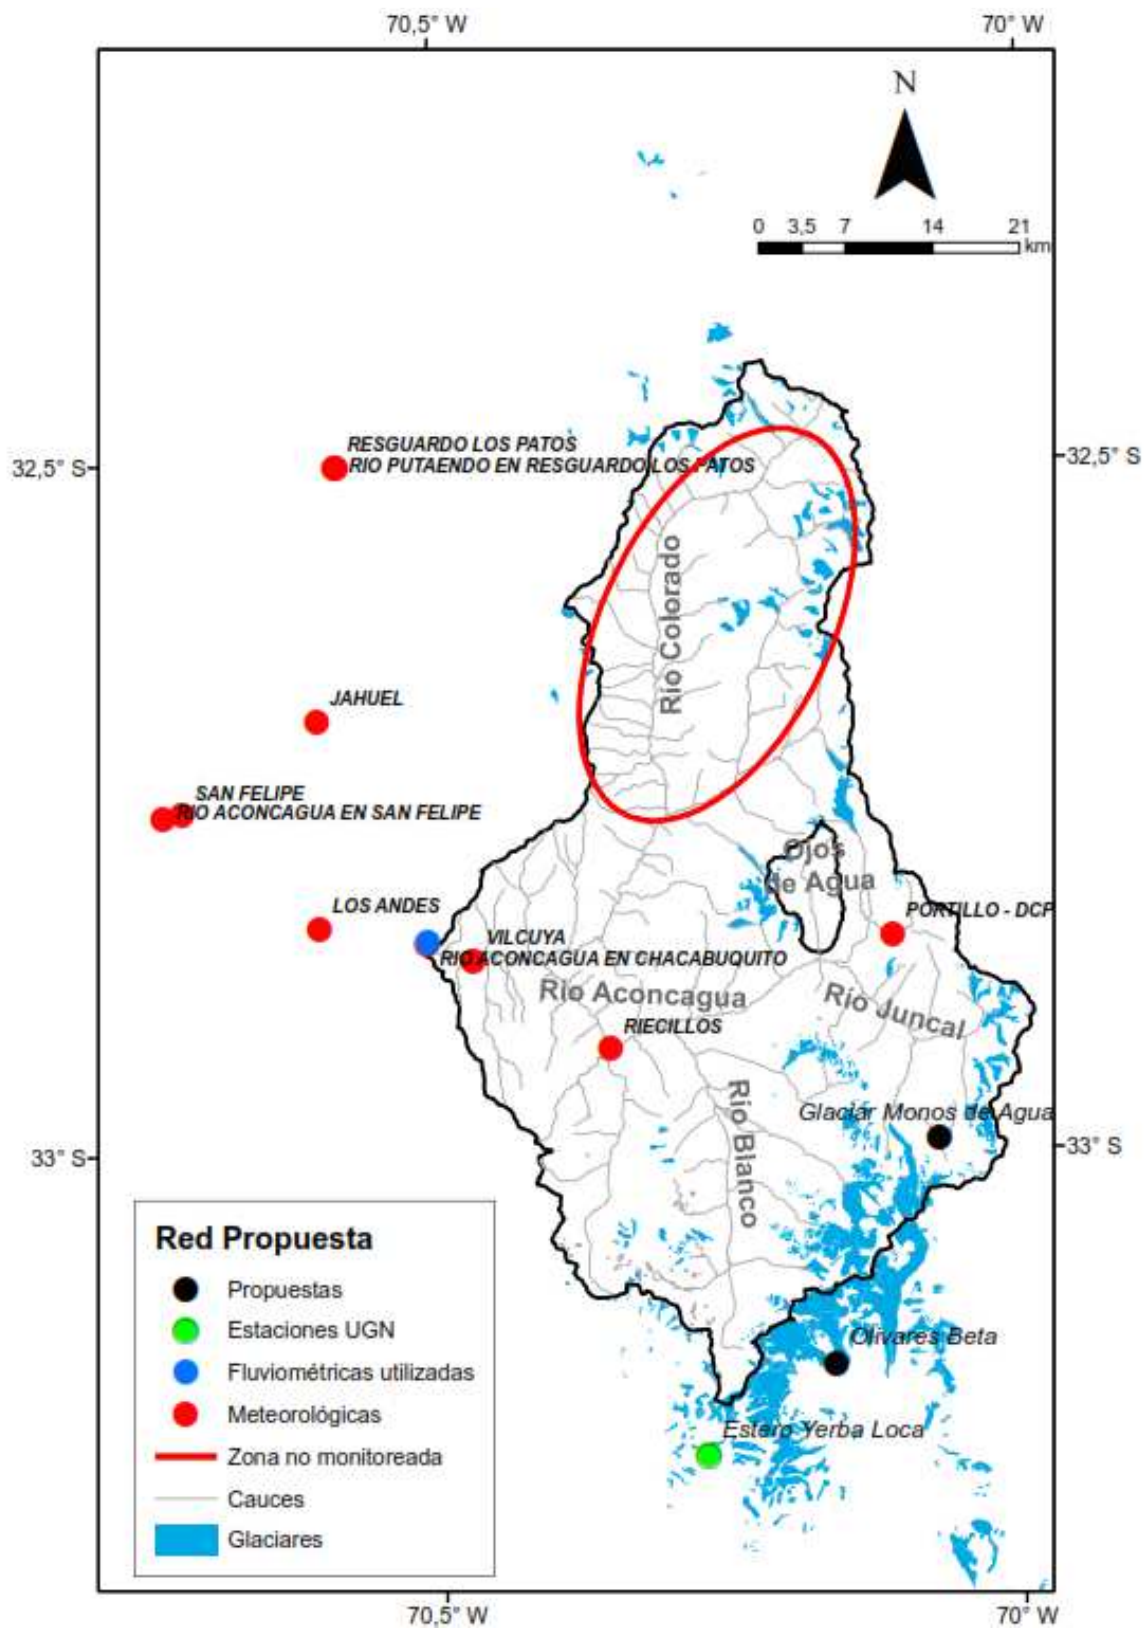 70,5° W
70° W
N
0 3,5 7 14 21
km
RESGUARDO LOS PATOS
RIO PUTAENDO EN RESGUARDO LOS PATOS
32,5° S
32,5° S
Río Colorado
JAHUEL
SAN FELIPE
RIO ACONCAGUA EN SAN FELIPE
Ojos
de Agua
LOS ANDES
PORTILLO - DCP
VILCUYA
RIO ACONCAGUA EN CHACABUQUITO
Río Aconcagua
Río Juncal
RIECILLOS
Río Blanco
Glaciar Monos de Agua
33° S
33° S
Red Propuesta
Propuestas
Estaciones UGN
Fluviométricas utilizadas
Meteorológicas
Zona no monitoreada
Cauces
Glaciares
Olivares Beta
Estero Yerba Loca
70,5° W
70° W